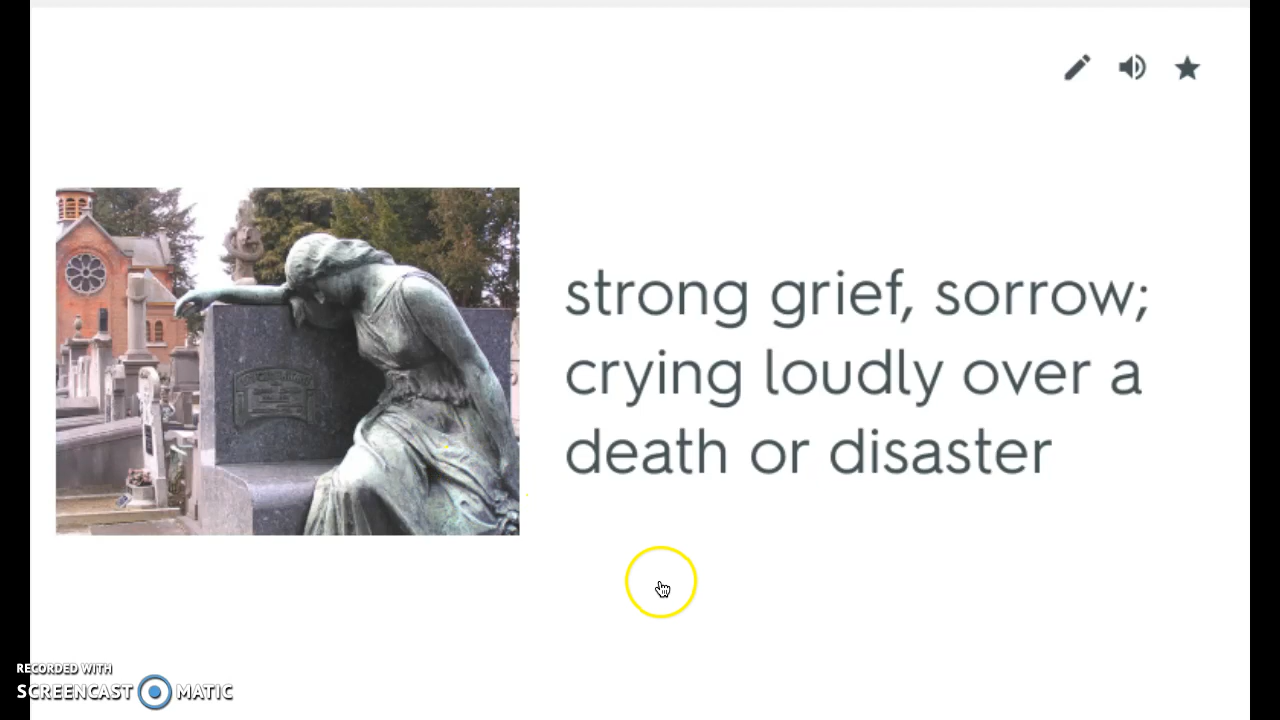 strong grief, sorrow;
crying loudly over a
death or disaster
RECORDED WITH
SCREENCAST MATIC